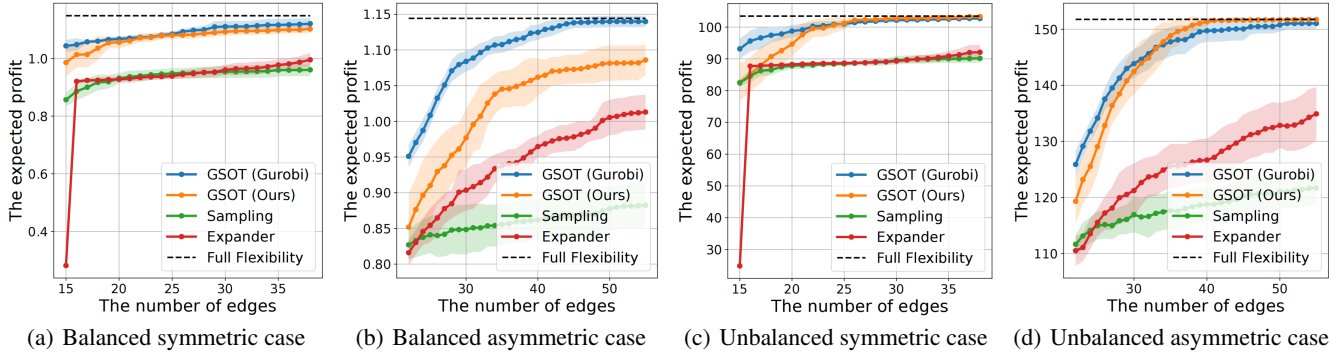 The expected profit
1.0
0.8
0.6
0.4
15 20 25 30 35
The number of edges
GSOT (Gurobi)
GSOT (Ours)
Sampling
Expander
Full Flexibility
(a) Balanced symmetric case
The expected profit
1.15
1.10
1.05
1.00
0.95
0.90
0.85
0.80
30 40 50
The number of edges
GSOT (Gurobi)
GSOT (Ours)
Sampling
Expander
Full Flexibility
(b) Balanced asymmetric case
The expected profit
100
90
80
70
60
50
40
30
15 20 25 30 35
The number of edges
GSOT (Gurobi)
GSOT (Ours)
Sampling
Expander
Full Flexibility
(c) Unbalanced symmetric case
The expected profit
150
140
130
120
110
30 40 50
The number of edges
GSOT (Gurobi)
GSOT (Ours)
Sampling
Expander
Full Flexibility
(d) Unbalanced asymmetric case